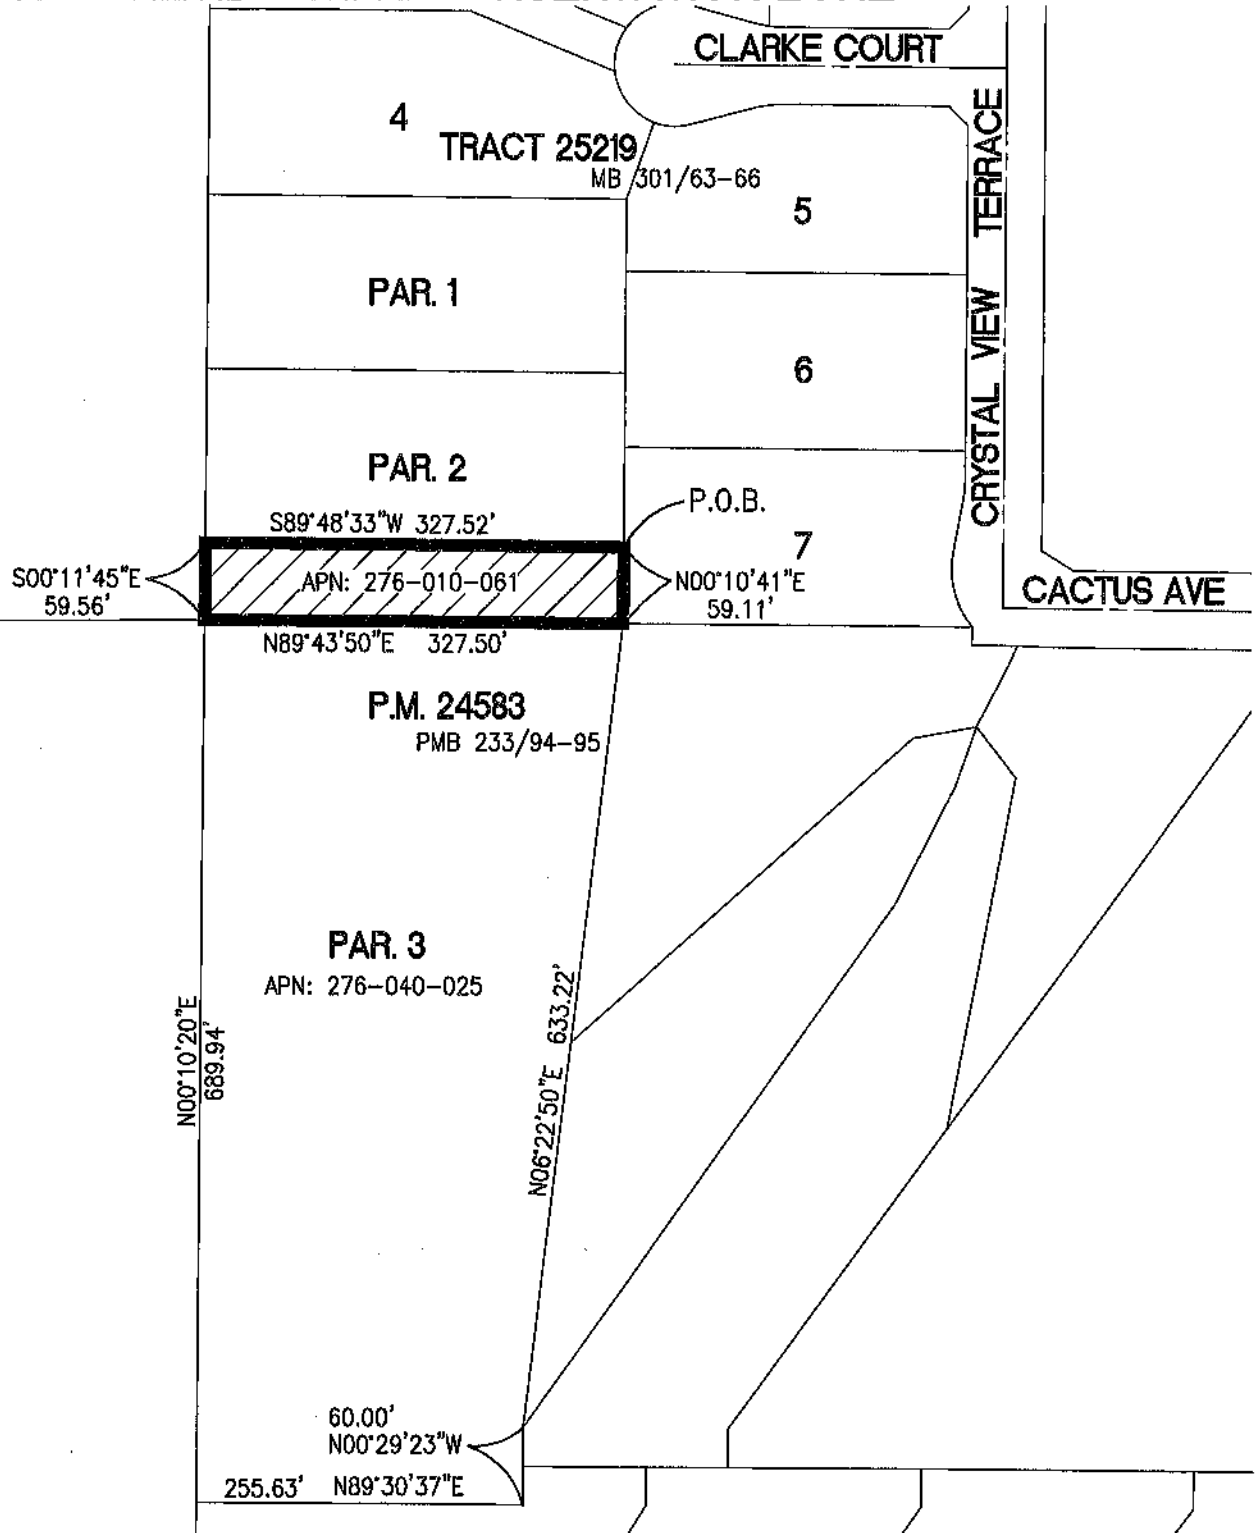 CLARKE COURT
4
TRACT 25219
MB 301/63-66
5
CRYSTAL VIEW TERRACE
PAR. 1
6
PAR. 2
P.O.B.
S89°48'33"W 327.52'
7
S00°11'45"E
59.56'
APN: 276-010-061
N00°10'41"E
59.11'
CACTUS AVE
N89°43'50"E 327.50'
P.M. 24583
PMB 233/94-95
PAR. 3
APN: 276-040-025
N00°10'20"E
689.94'
N06°22'50"E 633.22'
60.00'
N00°29'23"W
255.63' N89°30'37"E